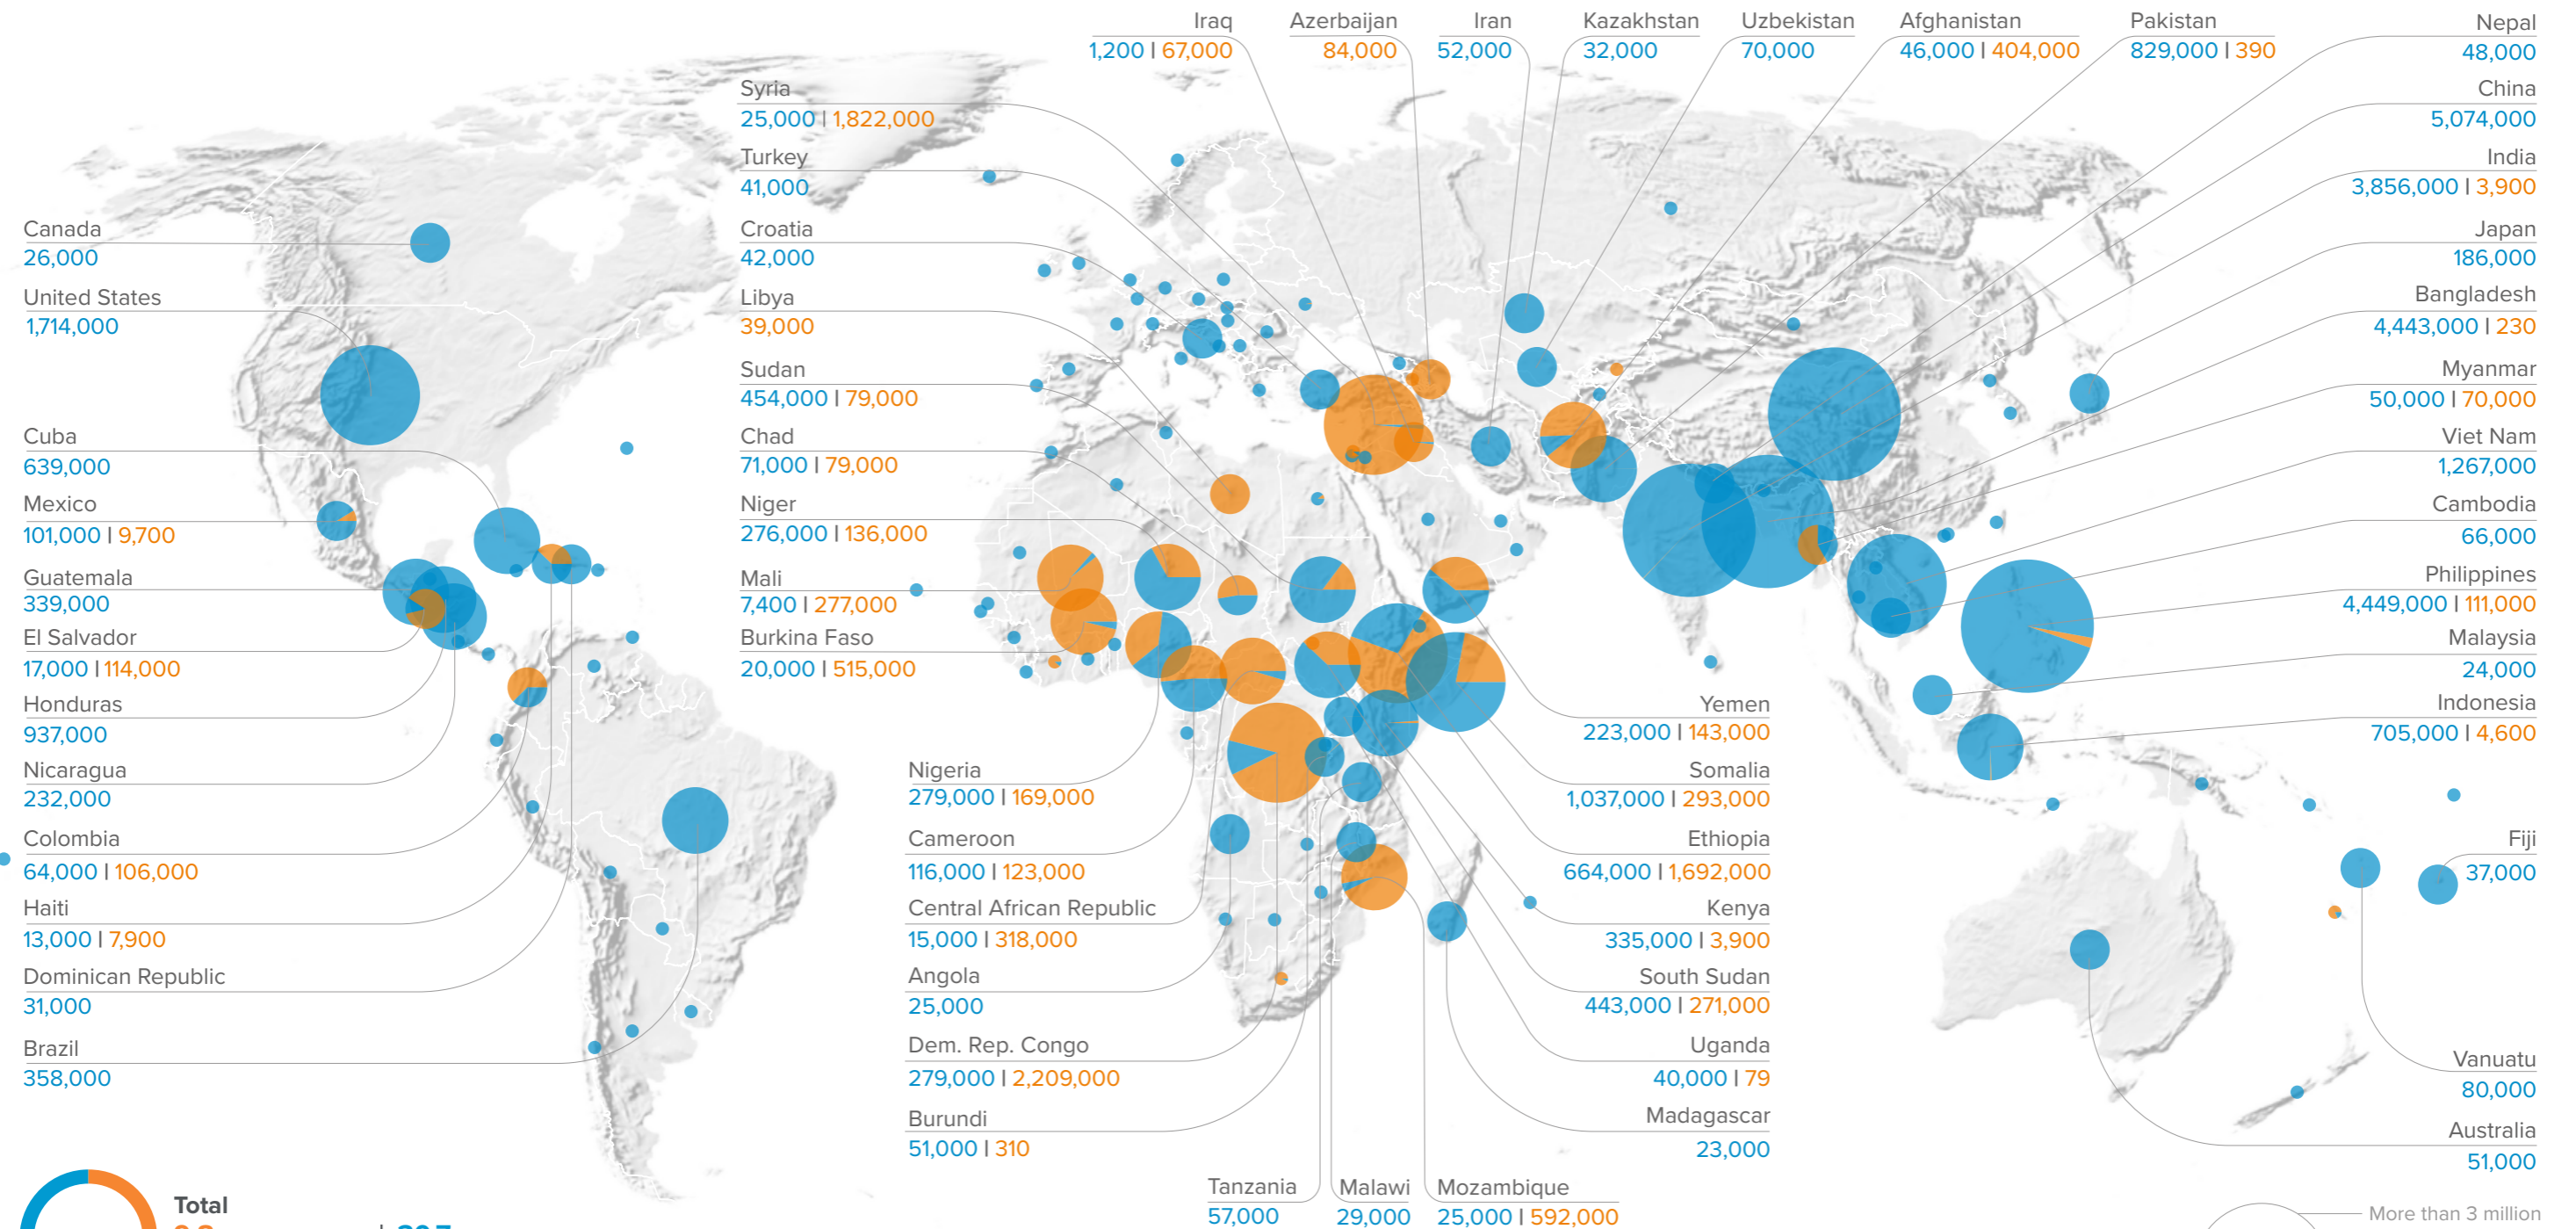 Iraq
1,200 | 67,000
Azerbaijan
84,000
Iran
52,000
Kazakhstan
32,000
Uzbekistan
70,000
Afghanistan
46,000 | 404,000
Pakistan
829,000 | 390
Nepal
48,000
China
5,074,000
India
3,856,000 | 3,900
Japan
186,000
Bangladesh
4,443,000 | 230
Myanmar
50,000 | 70,000
Viet Nam
1,267,000
Cambodia
66,000
Philippines
4,449,000 | 111,000
Malaysia
24,000
Indonesia
705,000 | 4,600
Fiji
37,000
Vanuatu
80,000
Australia
51,000
Syria
25,000 | 1,822,000
Turkey
41,000
Croatia
42,000
Libya
39,000
Sudan
454,000 | 79,000
Chad
71,000 | 79,000
Niger
276,000 | 136,000
Mali
7,400 | 277,000
Burkina Faso
20,000 | 515,000
Canada
26,000
United States
1,714,000
Cuba
639,000
Mexico
101,000 | 9,700
Guatemala
339,000
El Salvador
17,000 | 114,000
Honduras
937,000
Nicaragua
232,000
Colombia
64,000 | 106,000
Haiti
13,000 | 7,900
Dominican Republic
31,000
Brazil
358,000
Nigeria
279,000 | 169,000
Cameroon
116,000 | 123,000
Central African Republic
15,000 | 318,000
Angola
25,000
Dem. Rep. Congo
279,000 | 2,209,000
Burundi
51,000 | 310
Yemen
223,000 | 143,000
Somalia
1,037,000 | 293,000
Ethiopia
664,000 | 1,692,000
Kenya
335,000 | 3,900
South Sudan
443,000 | 271,000
Uganda
40,000 | 79
Madagascar
23,000
Tanzania
57,000
Malawi
29,000
Mozambique
25,000 | 592,000
Total
More than 3 million